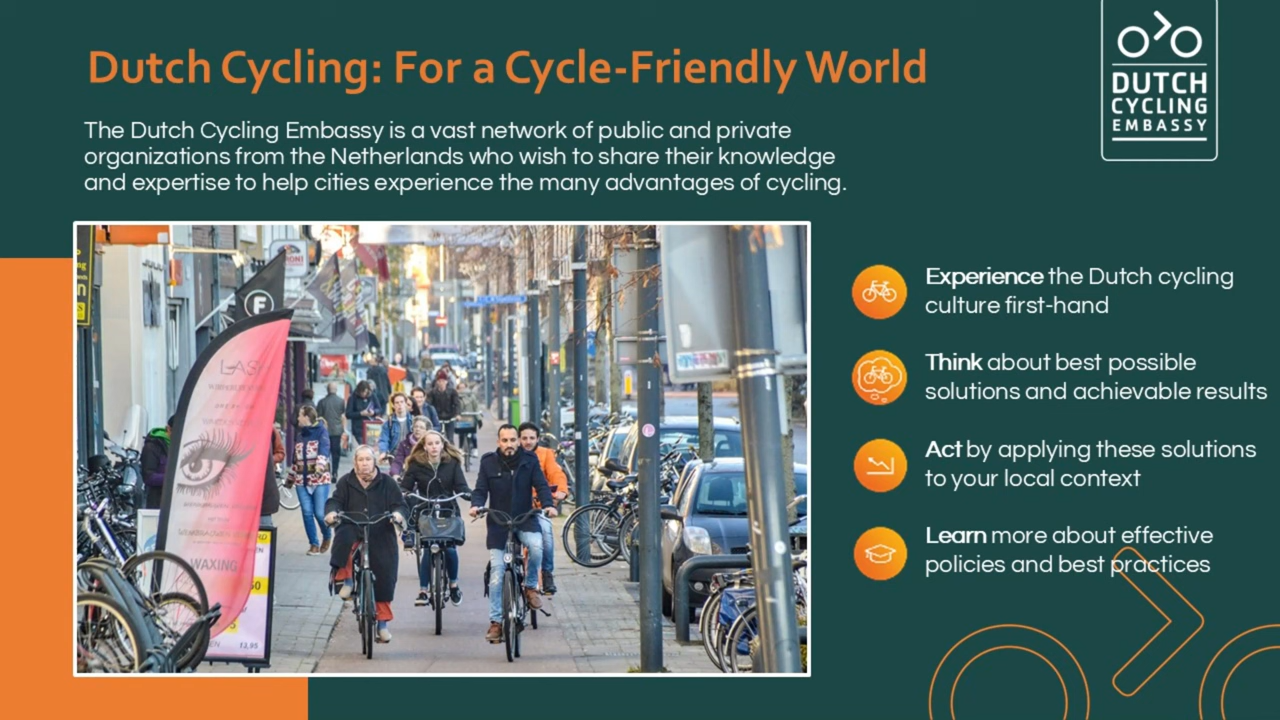 Dutch Cycling: For a Cycle-Friendly World
DUTCH
CYCLING
EMBASSY
The Dutch Cycling Embassy is a vast network of public and private
organizations from the Netherlands who wish to share their knowledge
and expertise to help cities experience the many advantages of cycling.
F
LASH
WAXING
12,95
Experience the Dutch cycling
culture first-hand
Think about best possible
solutions and achievable results
Act by applying these solutions
to your local context
Learn more about effective
policies and best practices